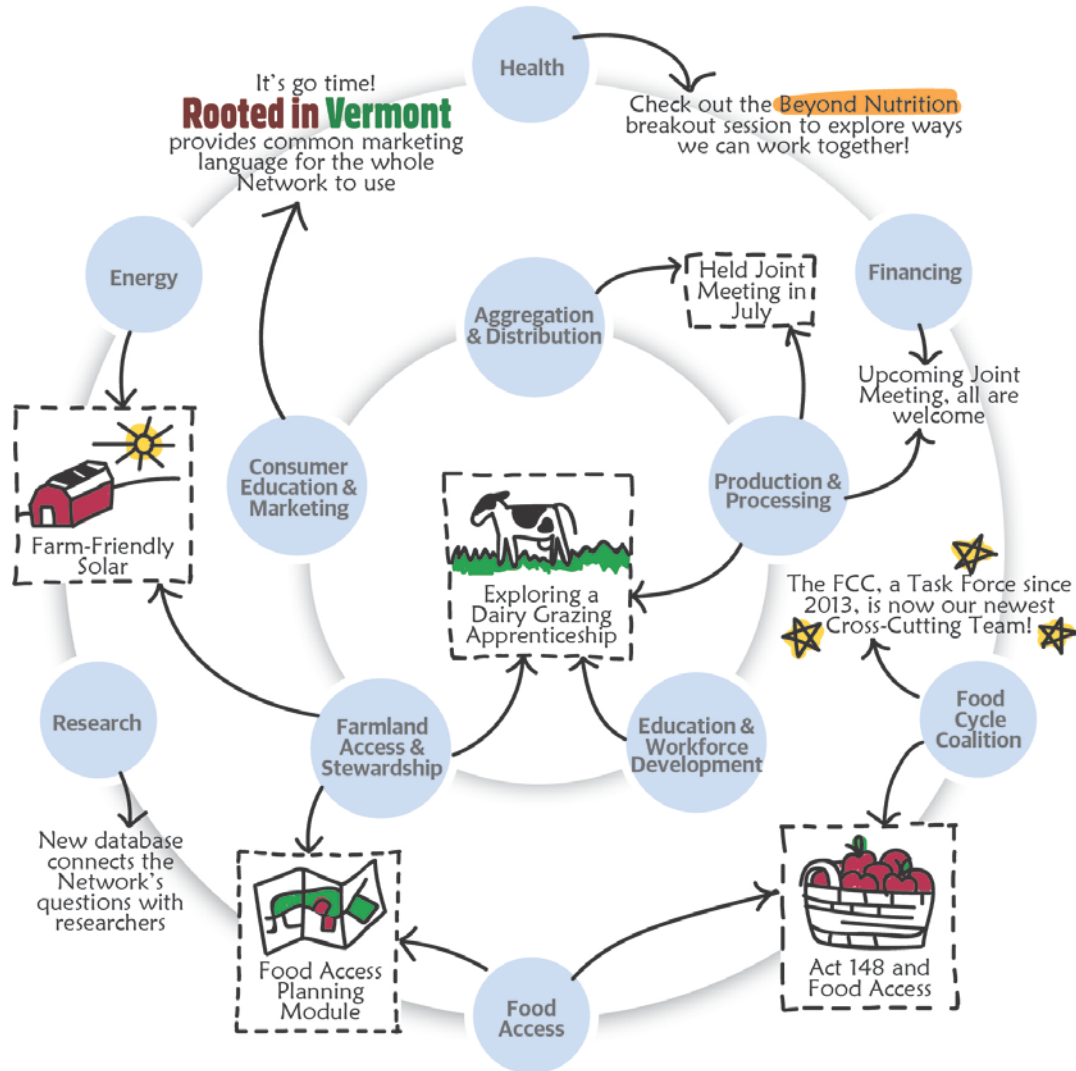 Health
It's go time!
Rooted in Vermont
provides common marketing
language for the whole
Network to use
Check out the Beyond Nutrition
breakout session to explore ways
we can work together!
Energy
Aggregation
& Distribution
Held Joint
Meeting in
July
Financing
Upcoming Joint
Meeting, all are
welcome
Consumer
Education &
Marketing
Production &
Processing
Farm-Friendly
Solar
Exploring a
Dairy Grazing
Apprenticeship
The FCC, a Task Force since
2013, is now our newest
Cross-Cutting Team!
Research
Farmland
Access &
Stewardship
Education &
Workforce
Development
Food
Cycle
Coalition
New database
connects the
Network's
questions with
researchers
Food Access
Planning
Module
Food
Access
Act 148 and
Food Access